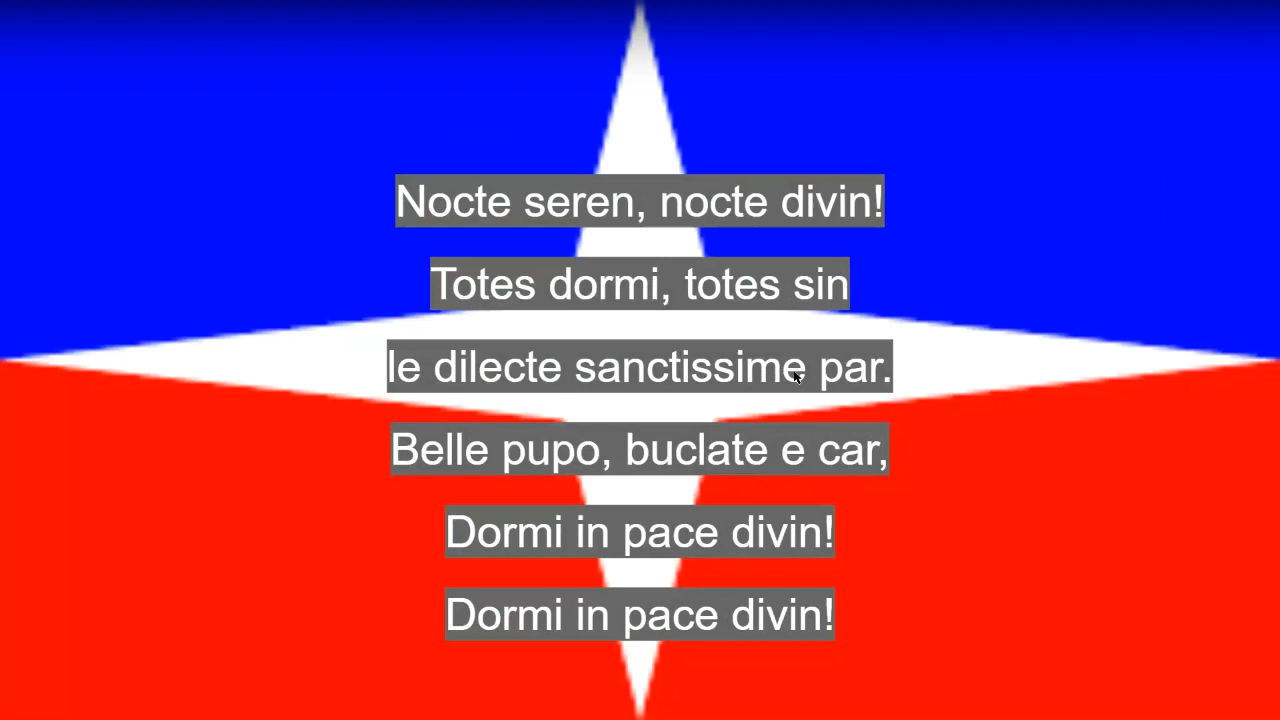 Nocte seren, nocte divin!
Totes dormi, totes sin
le dilecte sanctissime par.
Belle pupo, buclate e car,
Dormi in pace divin!
Dormi in pace divin!